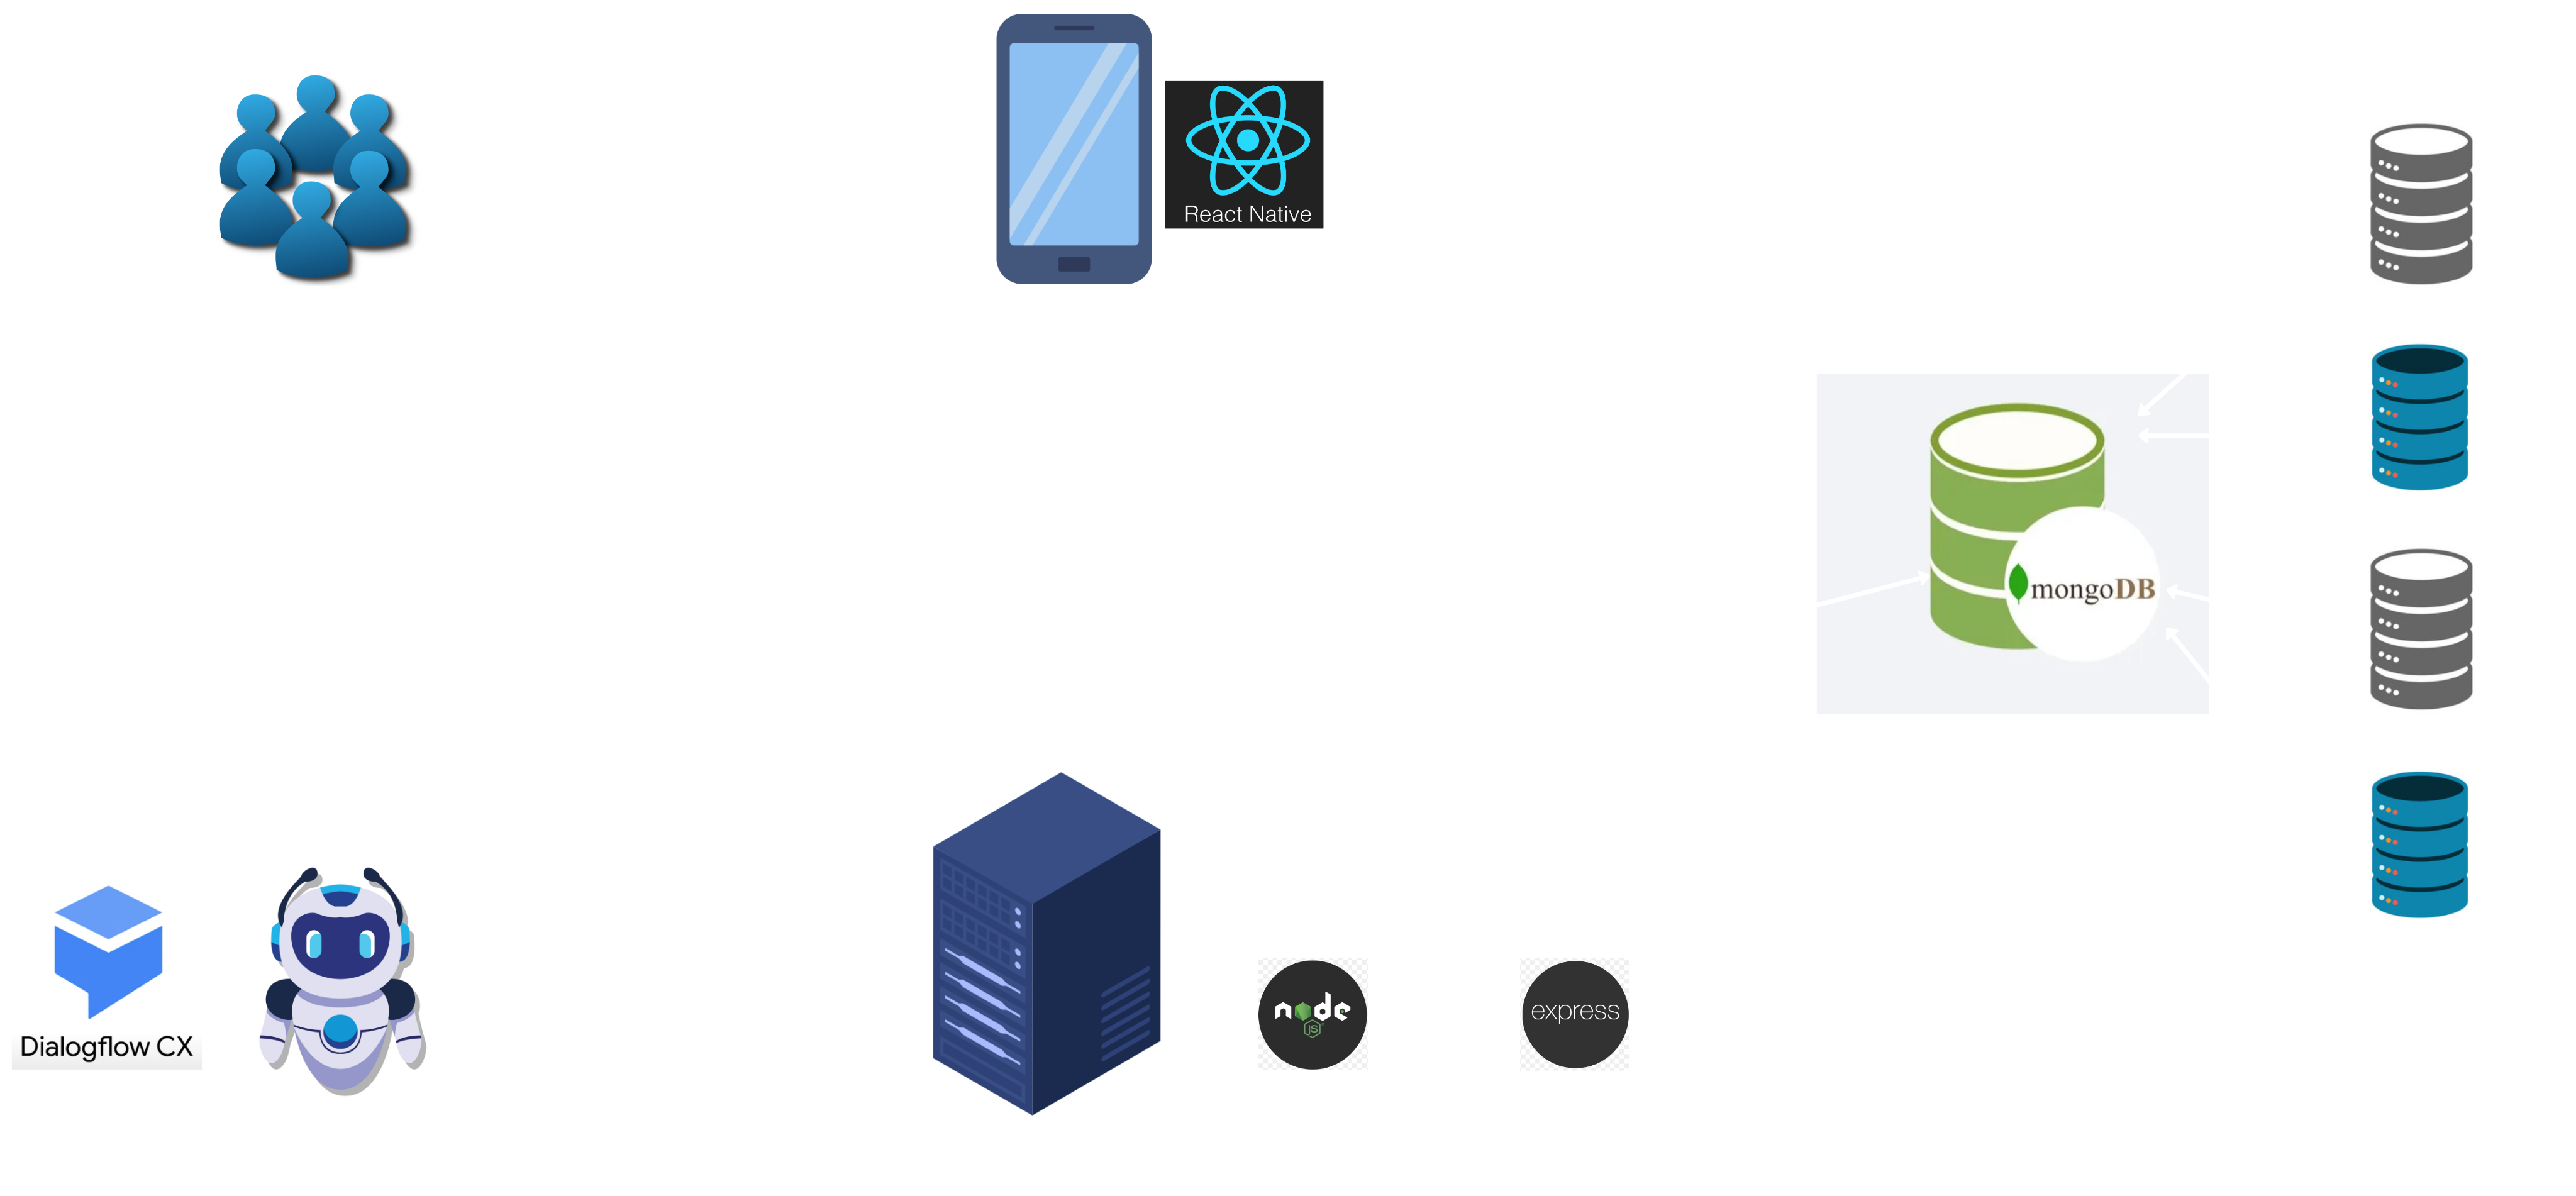 React Native
mongoDB
node
JS
express
Dialogflow CX